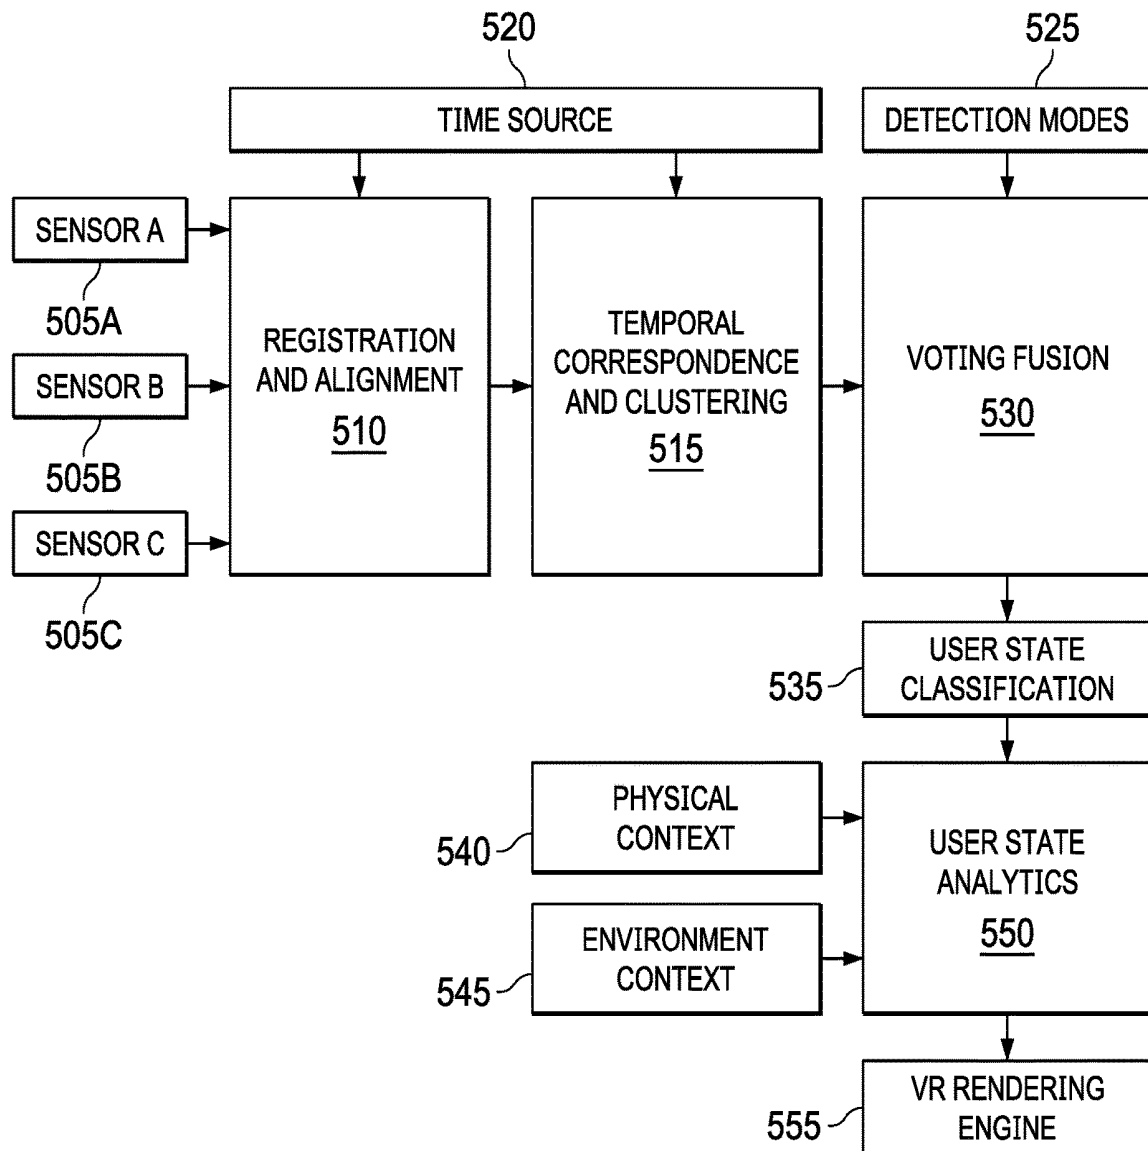 520
525
TIME SOURCE
DETECTION MODES
SENSOR A
505A
SENSOR B
505B
SENSOR C
505C
REGISTRATION
AND ALIGNMENT
510
TEMPORAL
CORRESPONDENCE
AND CLUSTERING
515
VOTING FUSION
530
535
USER STATE
CLASSIFICATION
PHYSICAL
CONTEXT
540
ENVIRONMENT
CONTEXT
545
USER STATE
ANALYTICS
550
VR RENDERING
ENGINE
555